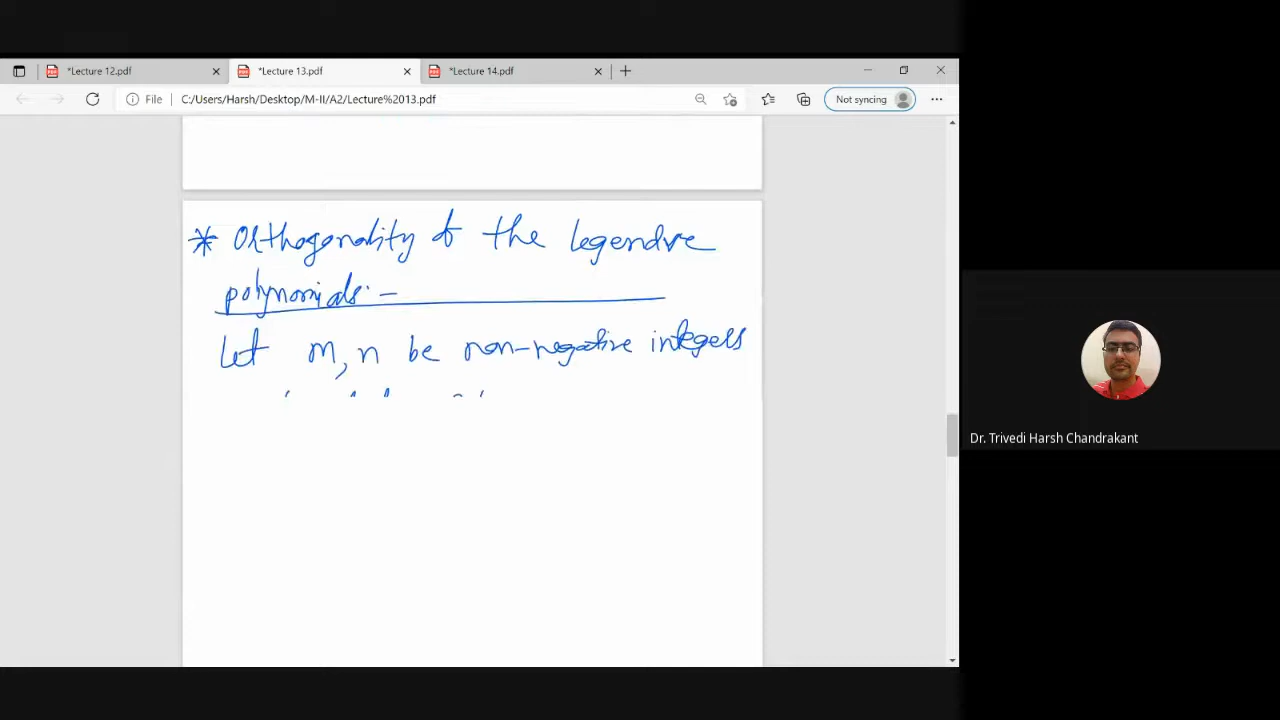 *Lecture 12.pdf
*Lecture 13.pdf
*Lecture 14.pdf
File
C:/Users/Harsh/Desktop/M-II/A2/Lecture%2013.pdf
Not syncing
* Orthogonality of the legendre
polynomials:-
Let m, n be non-negative integers
Dr. Trivedi Harsh Chandrakant